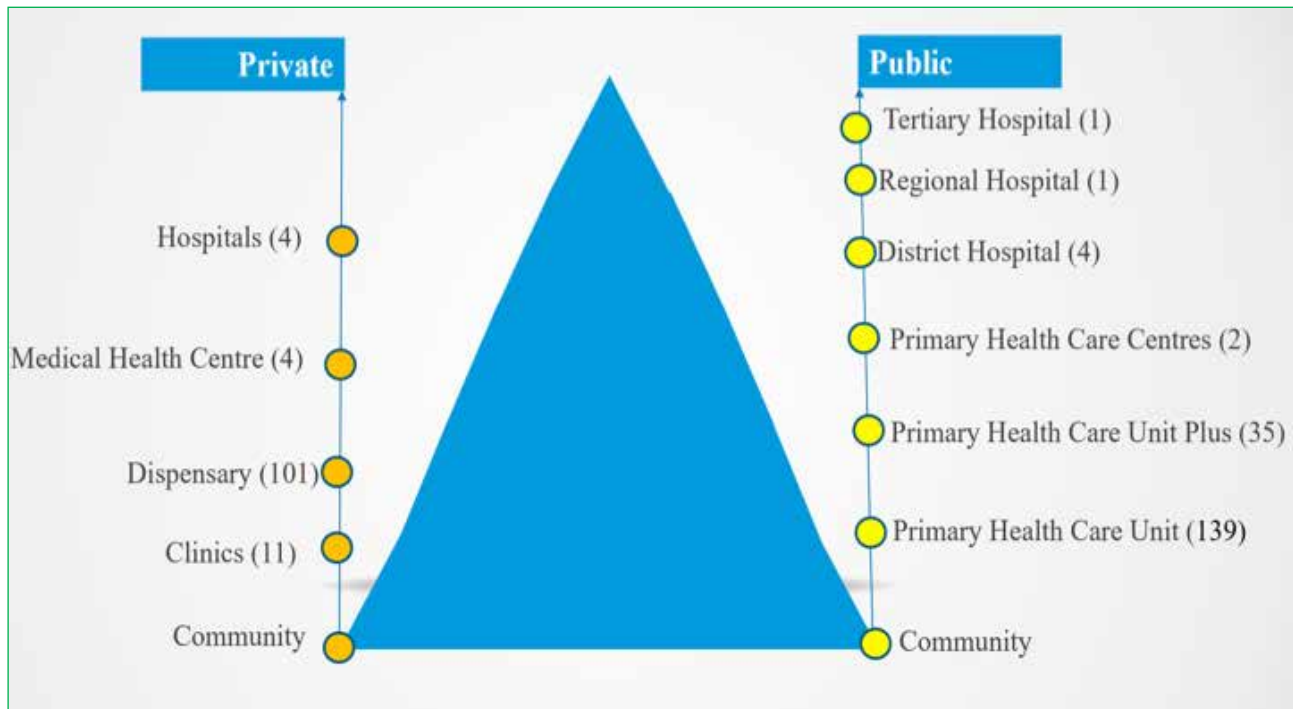 Private
Hospitals (4)
Medical Health Centre (4)
Dispensary (101)
Clinics (11)
Community
Public
Tertiary Hospital (1)
Regional Hospital (1)
District Hospital (4)
Primary Health Care Centres (2)
Primary Health Care Unit Plus (35)
Primary Health Care Unit (139)
Community